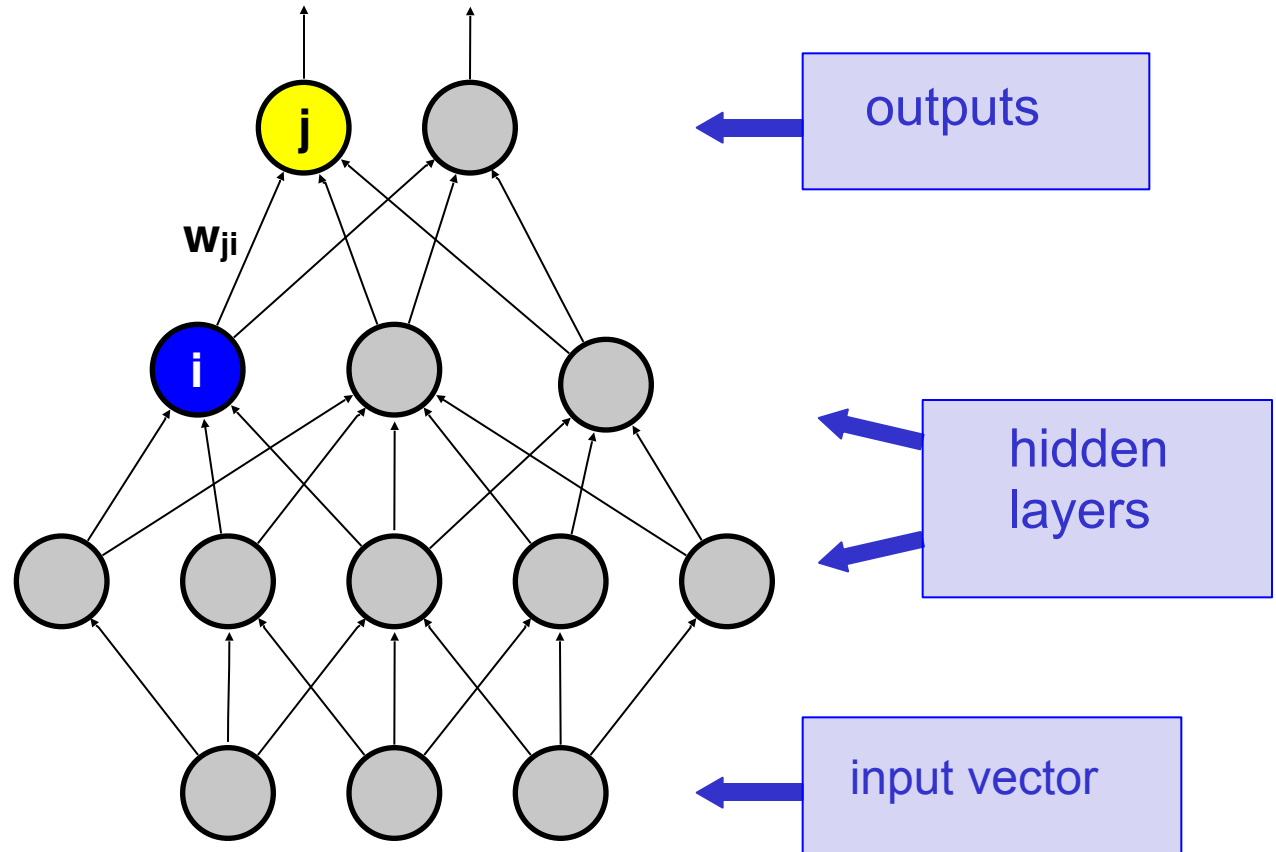 j
outputs
wji
i
hidden
layers
input vector